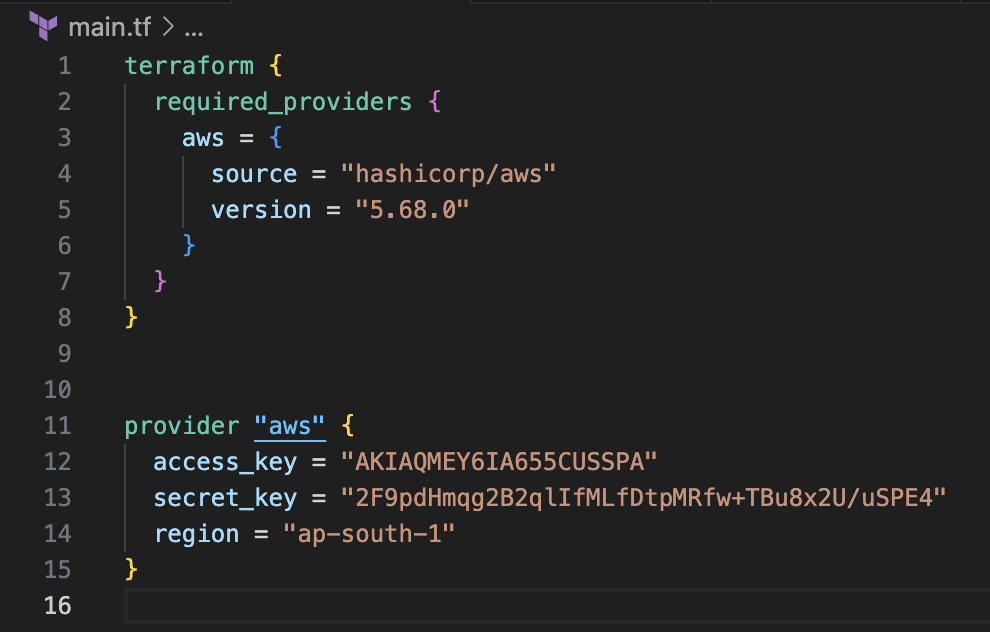 main.tf > ...
1 terraform {
2 required_providers {
3 aws = {
4 source = "hashicorp/aws"
5 version = "5.68.0"
6 }
7 }
8 }
9
10
11 provider "aws" {
12 access_key = "AKIAQMEY6IA655CUSSPA"
13 secret_key = "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"
14 region = "ap-south-1"
15 }
16